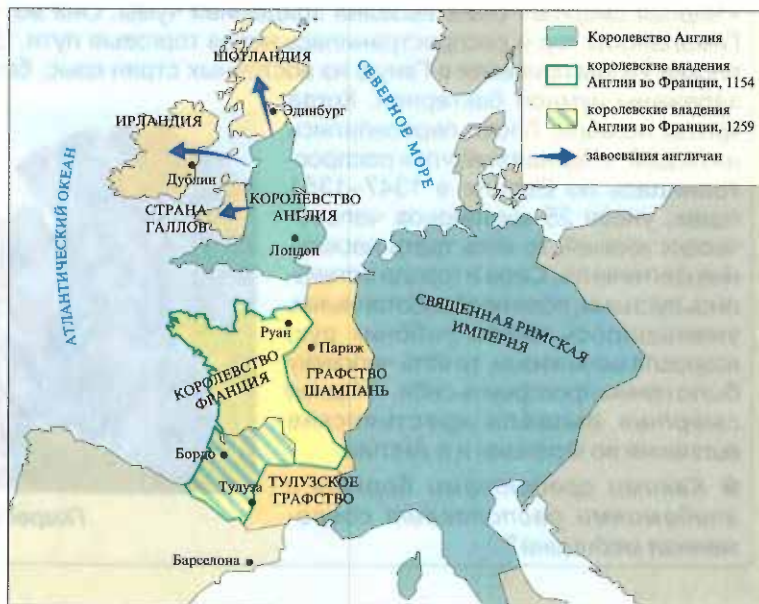 ШОТЛАНДИЯ
Эдинбург
СЕВЕРНОЕ МОРЕ
ИРЛАНДИЯ
Дублин
СТРАНА
ГАЛЛОВ
КОРОЛЕВСТВО
АНГЛИЯ
Лондон
АТЛАНТИЧЕСКИЙ ОКЕАН
СВЯЩЕННАЯ РИМСКАЯ
ИМПЕРИЯ
Руан
Париж
ГРАФСТВО
ШАМПАНЬ
КОРОЛЕВСТВО
ФРАНЦИЯ
Бордо
Тулуза
ТУЛУЗСКОЕ
ГРАФСТВО
Барселона
Королевство Англия
королевские владения
Англии во Франции, 1154
королевские владения
Англии во Франции, 1259
завоевания англичан